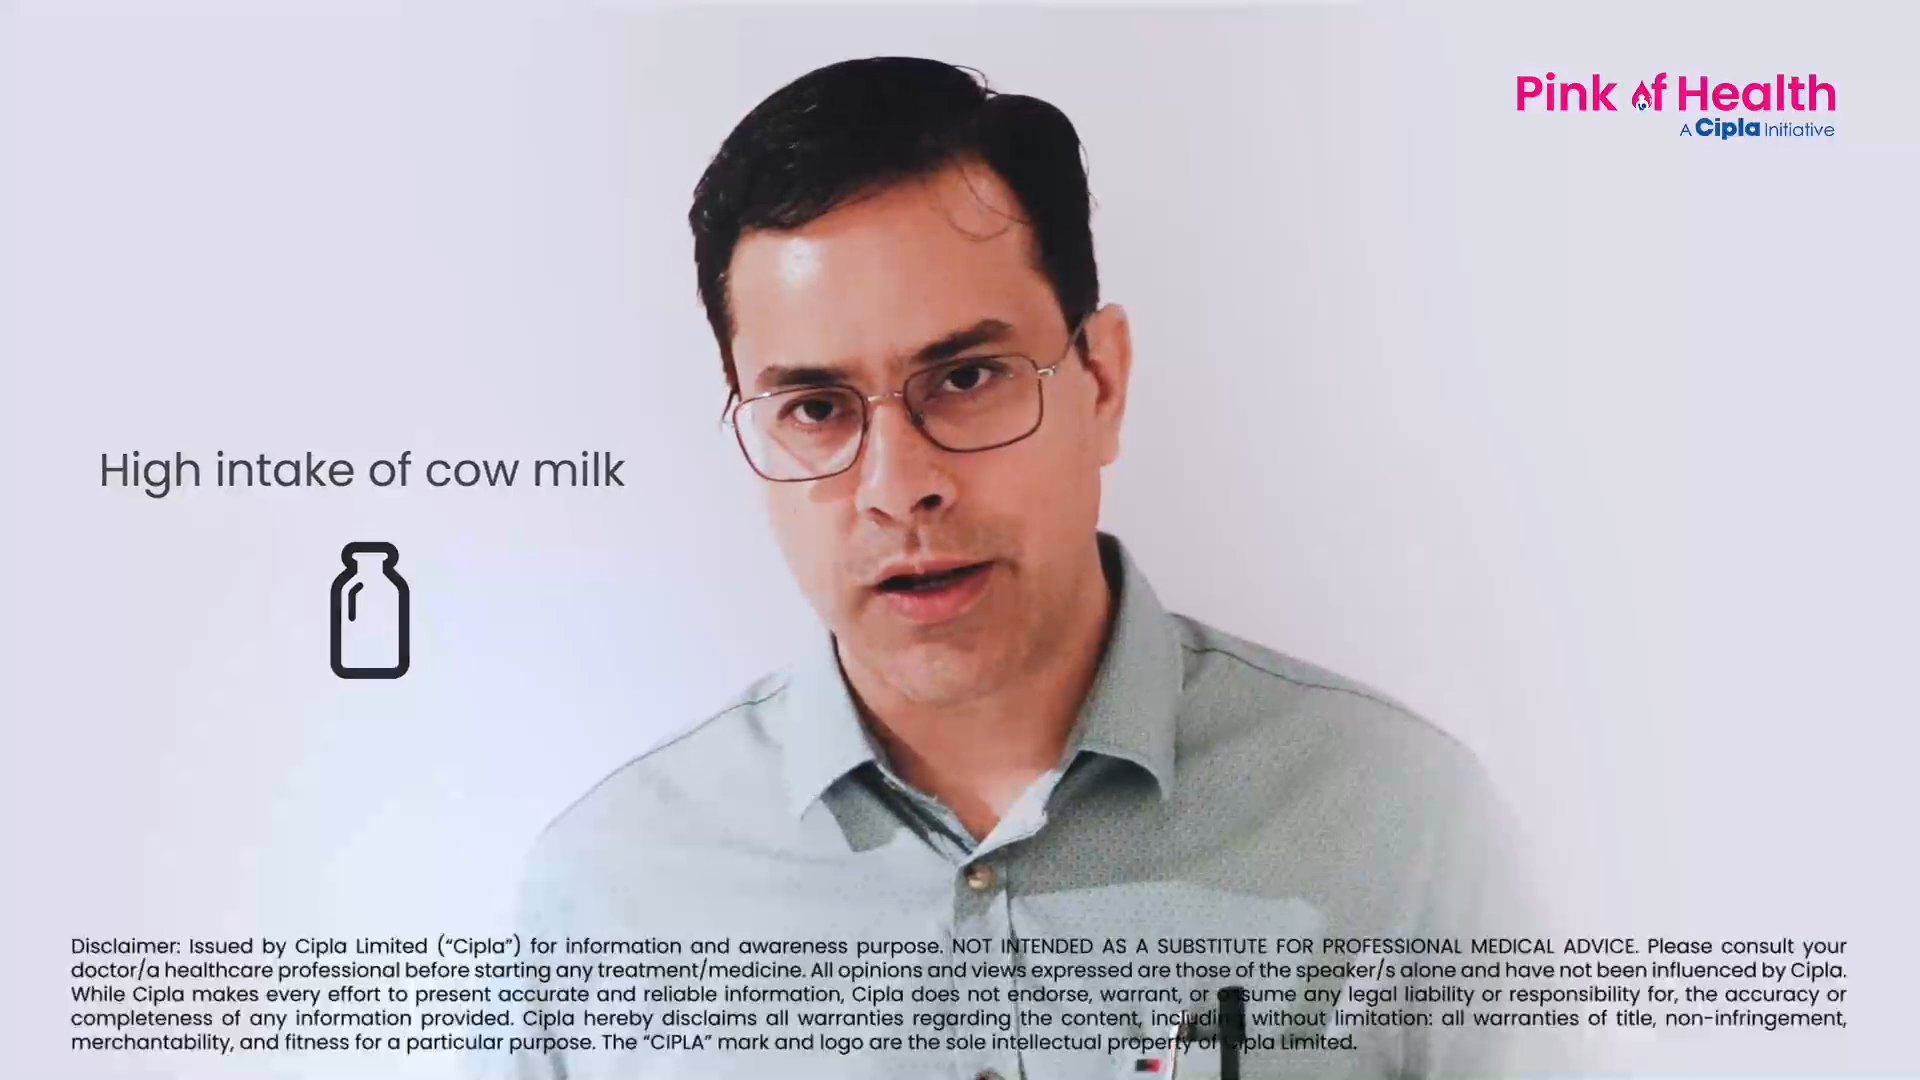 Pink of Health
A Cipla Initiative
High intake of cow milk
Disclaimer: Issued by Cipla Limited (“Cipla”) for information and awareness purpose. NOT INTENDED AS A SUBSTITUTE FOR PROFESSIONAL MEDICAL ADVICE. Please consult your
doctor/a healthcare professional before starting any treatment/medicine. All opinions and views expressed are those of the speaker/s alone and have not been influenced by Cipla.
While Cipla makes every effort to present accurate and reliable information, Cipla does not endorse, warrant, or assume any legal liability or responsibility for, the accuracy or
completeness of any information provided. Cipla hereby disclaims all warranties regarding the content, including without limitation: all warranties of title, non-infringement,
merchantability, and fitness for a particular purpose. The “CIPLA” mark and logo are the sole intellectual property of Cipla Limited.